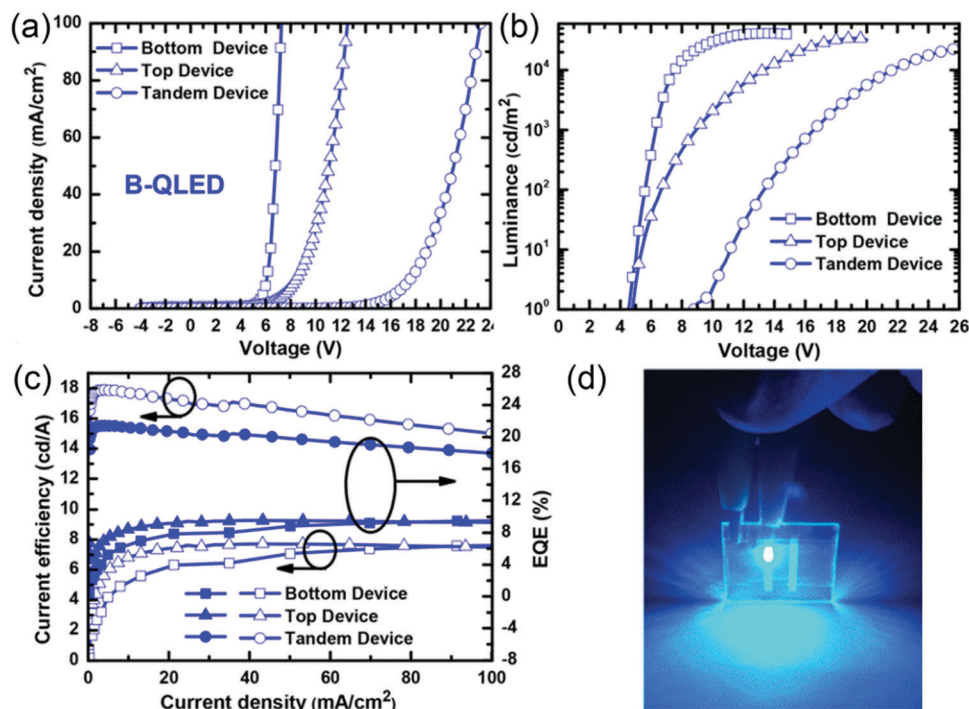 (a)
100
80
60
40
20
0
Current density (mA/cm²)
Bottom Device
Top Device
Tandem Device
B-QLED
-8 -6 -4 -2 0 2 4 6 8 10 12 14 16 18 20 22 24
Voltage (V)
(b)
10⁴
10³
10²
10¹
10⁰
Luminance (cd/m²)
Bottom Device
Top Device
Tandem Device
0 2 4 6 8 10 12 14 16 18 20 22 24 26
Voltage (V)
(c)
18
16
14
12
10
8
7
6
5
4
3
2
1
0
Current efficiency (cd/A)
28
24
20
16
12
8
4
0
-4
-8
EQE (%)
Bottom Device
Top Device
Tandem Device
0 20 40 60 80 100
Current density (mA/cm²)
(d)